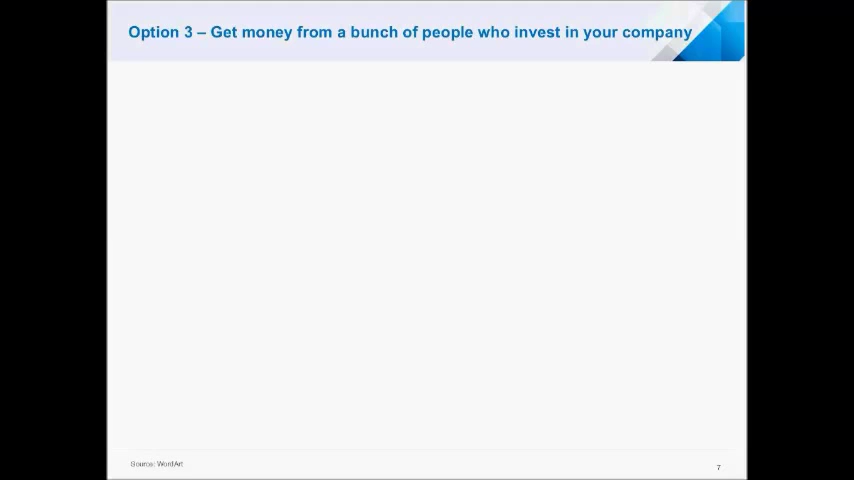 Option 3 – Get money from a bunch of people who invest in your company
Source: WordArt
7